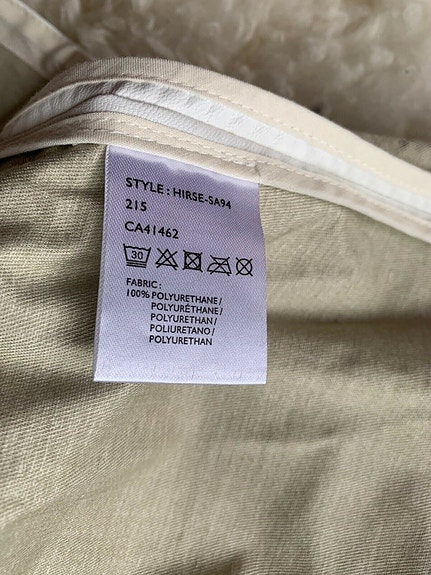 STYLE : HIRSE-SA94
215
CA41462
30
FABRIC :
100% POLYURETHANE /
POLYURÉTHANE /
POLYURETHAN /
POLIURETANO /
POLYURETHAN